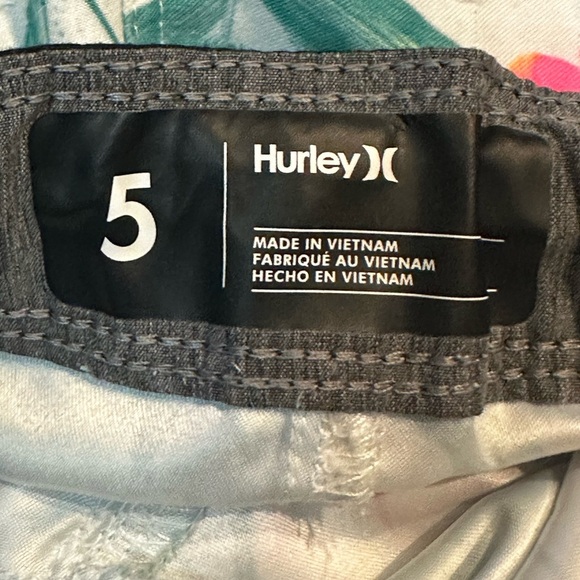 5
Hurley
MADE IN VIETNAM
FABRIQUÉ AU VIETNAM
HECHO EN VIETNAM